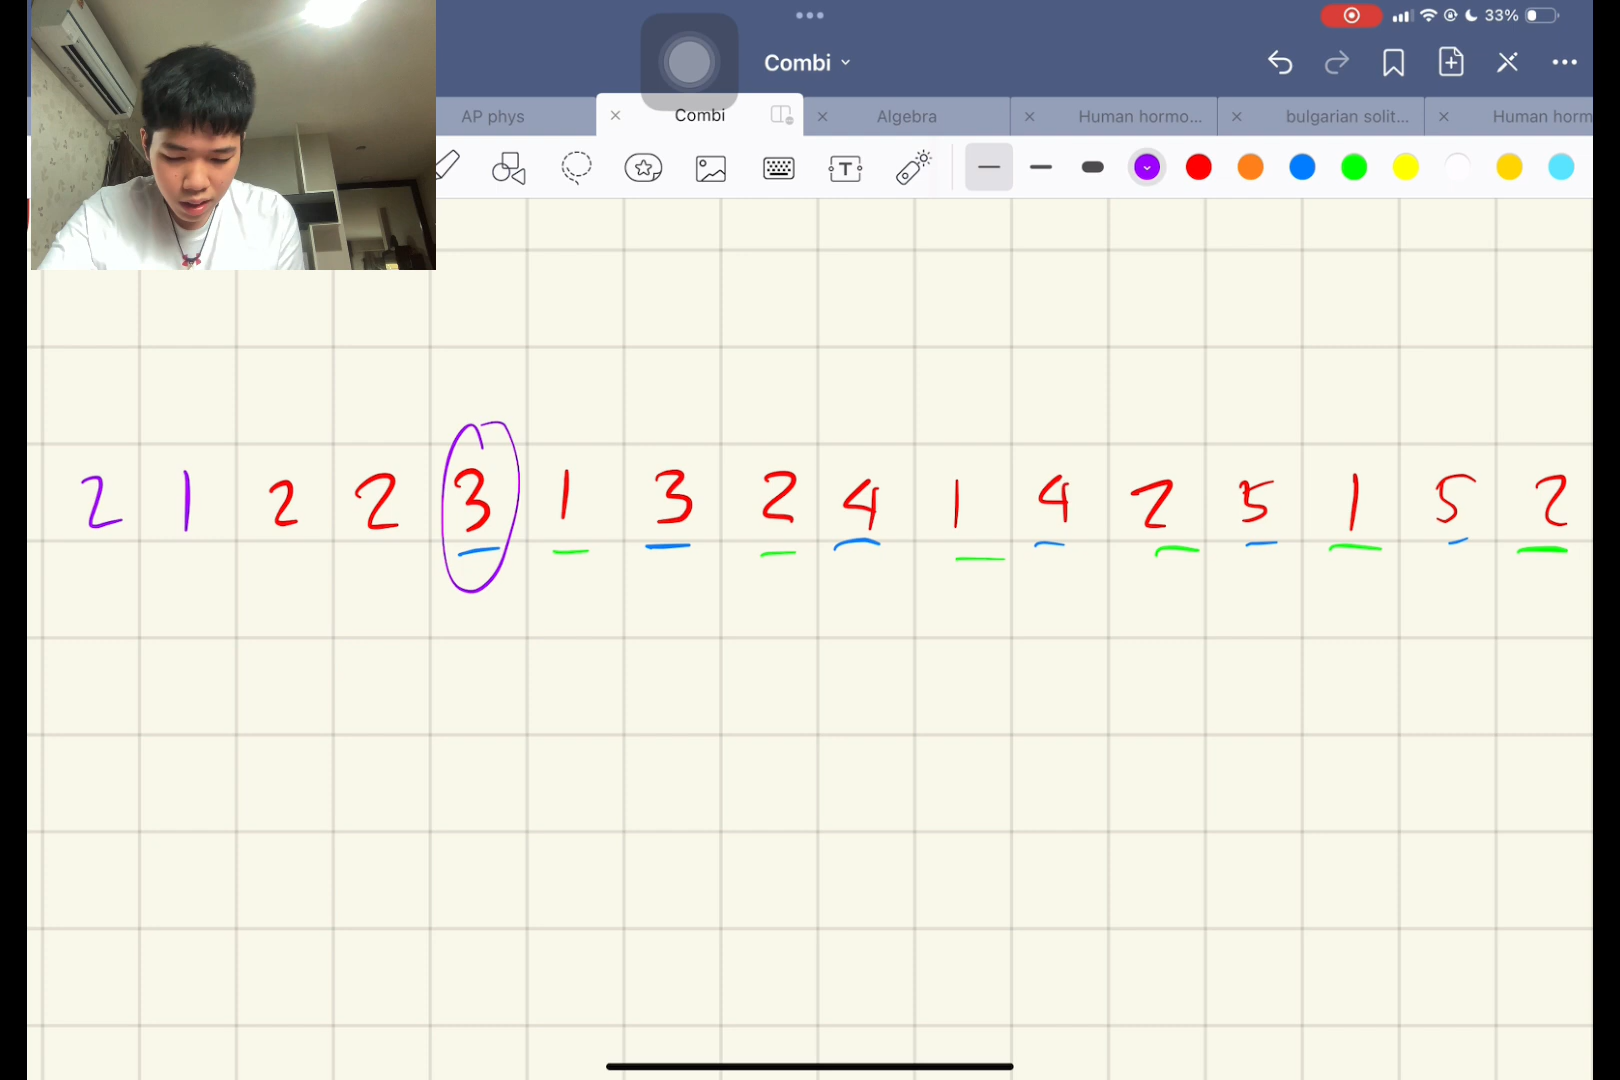 33%
Combi
AP phys
Combi
Algebra
Human hormo...
bulgarian solit...
Human horm
T
2 1 2 2 3 1 3 2 4 1 4 2 5 1 5 2